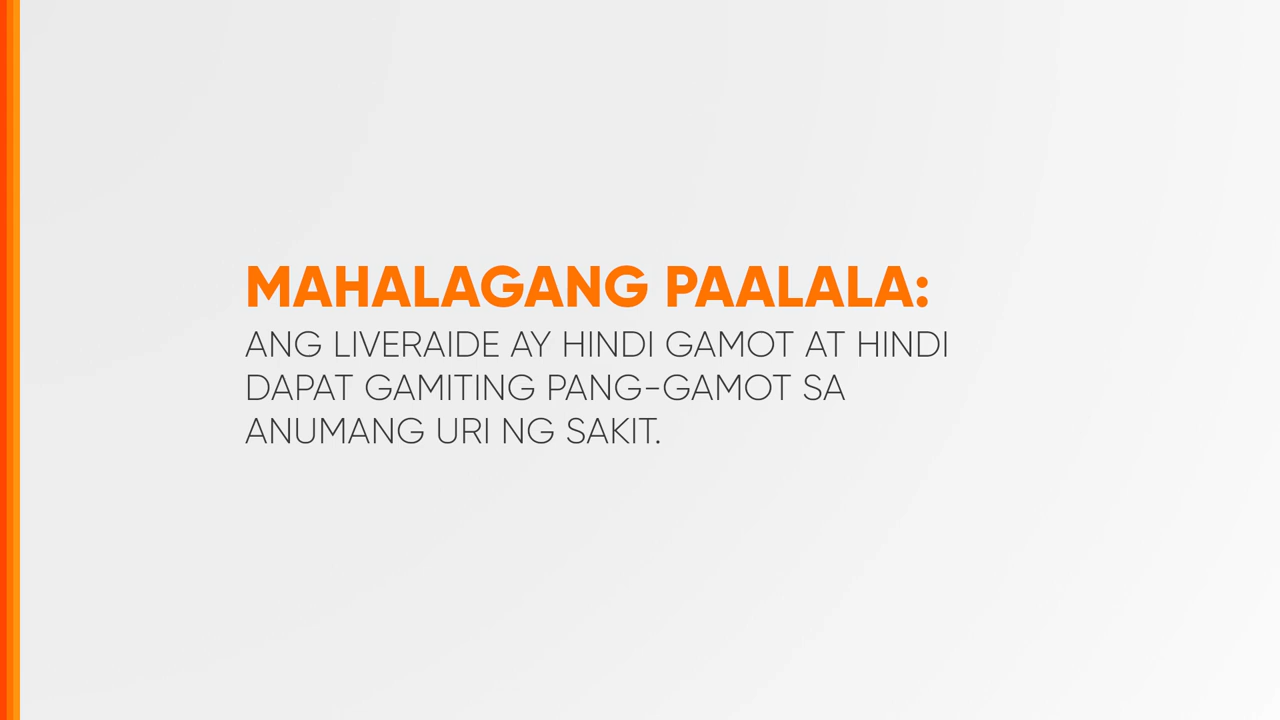 MAHALAGANG PAALALA:
ANG LIVERAIDE AY HINDI GAMOT AT HINDI
DAPAT GAMITING PANG-GAMOT SA
ANUMANG URI NG SAKIT.